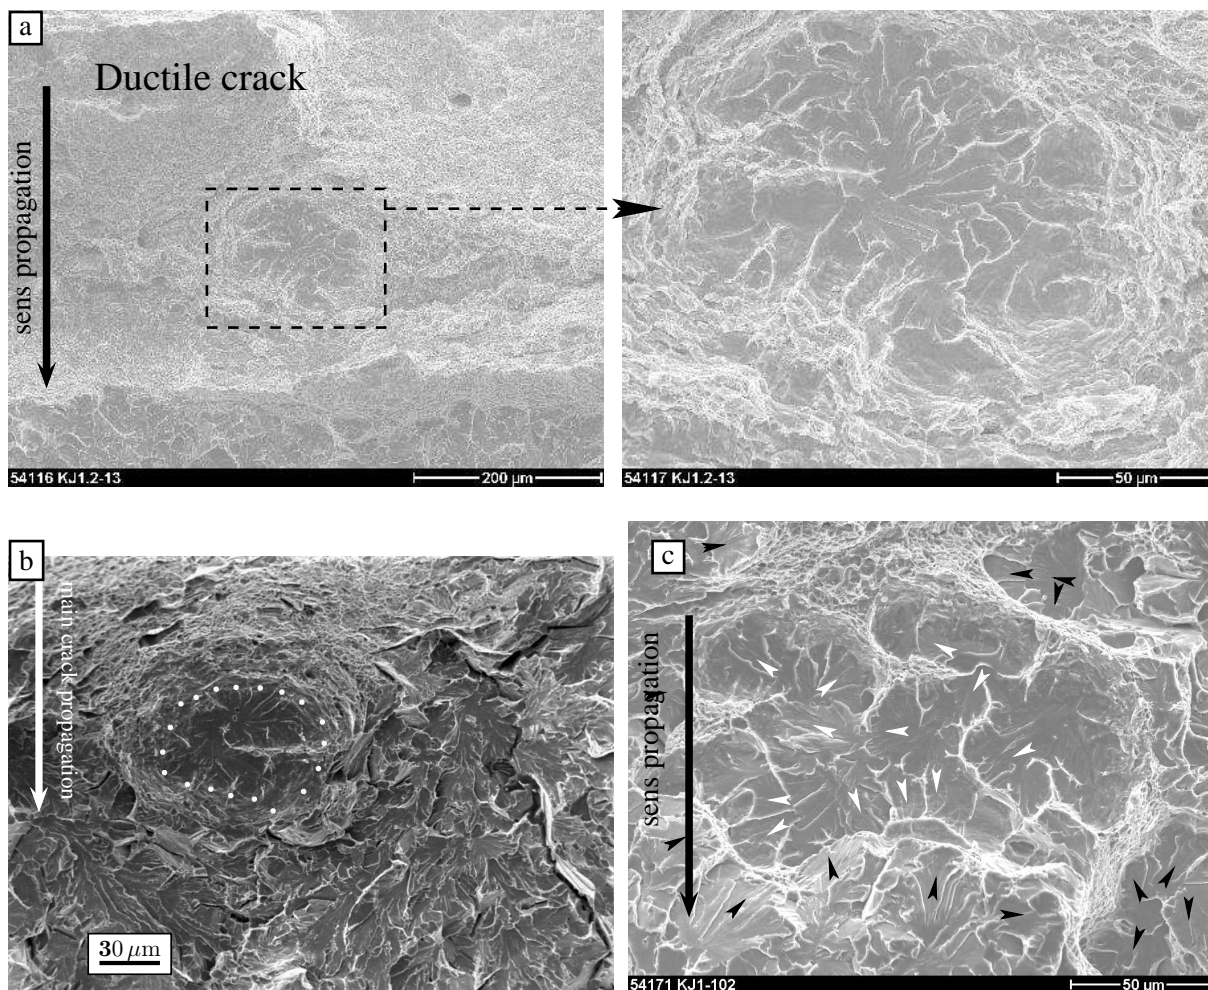 a
Ductile crack
sens propagation
54116 KJ1.2-13
200 µm
54117 KJ1.2-13
50 µm
b
main crack propagation
30 µm
c
sens propagation
54171 KJ1-102
50 µm